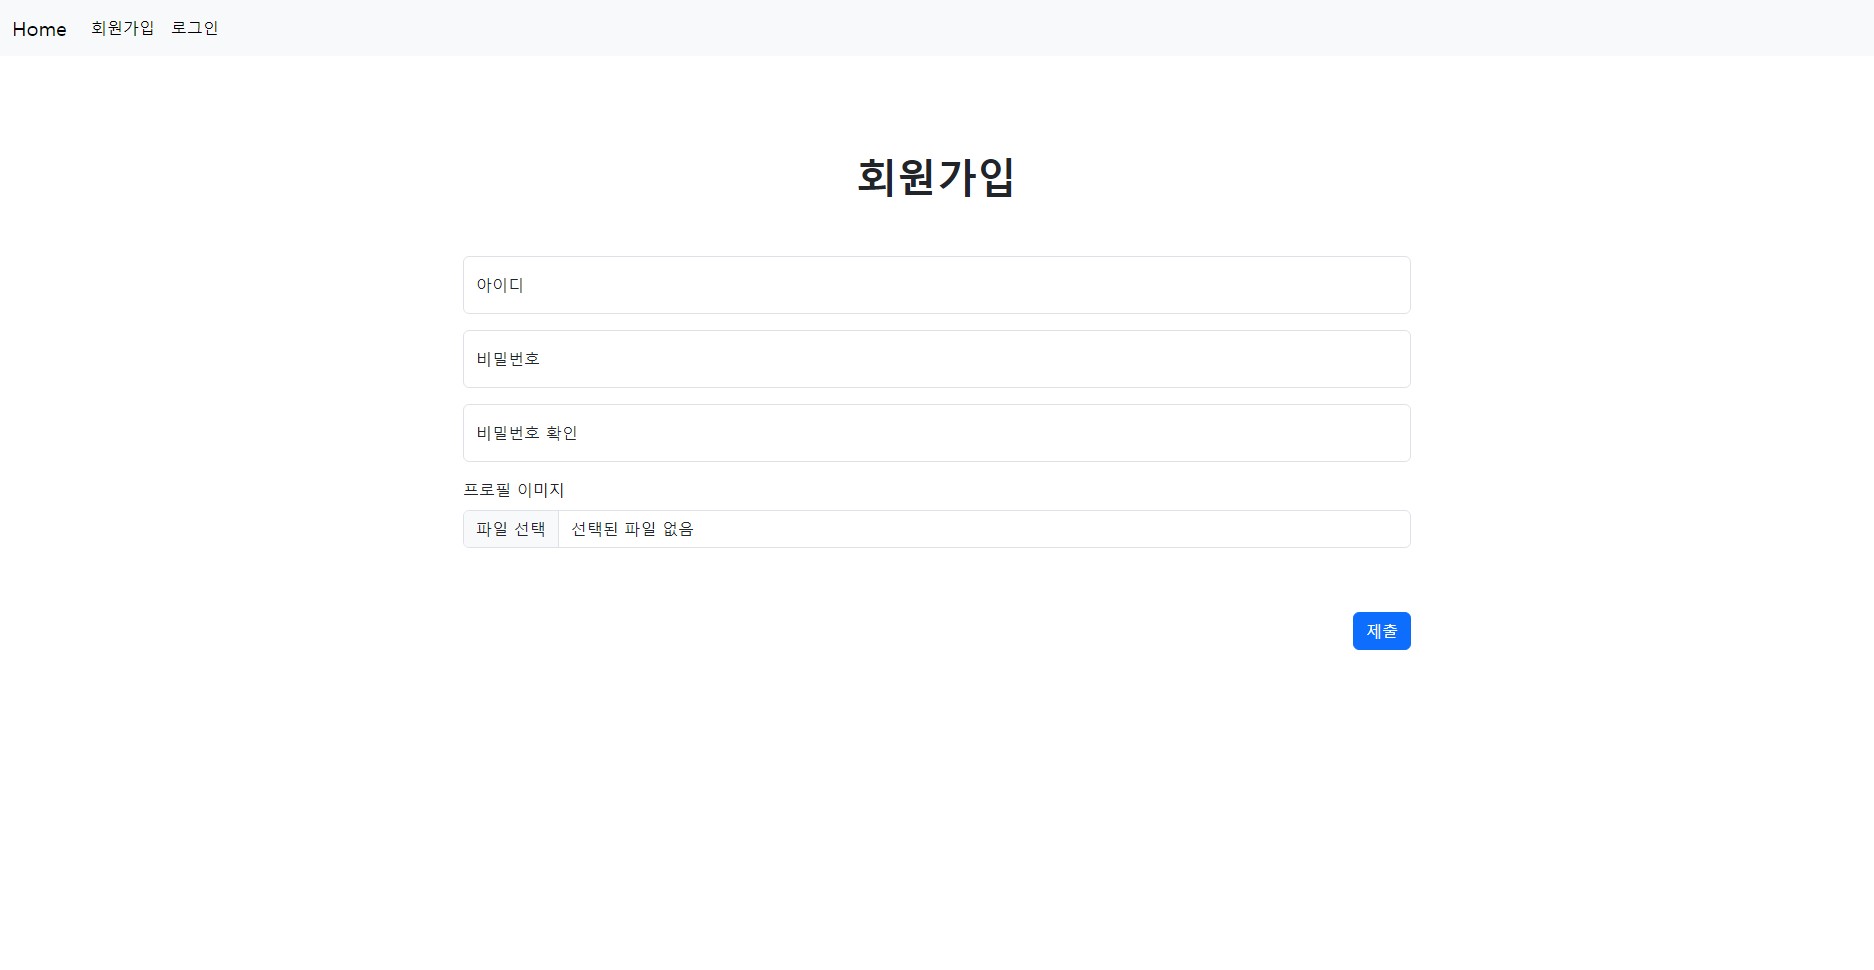 Home 회원가입 로그인
회원가입
아이디
비밀번호
비밀번호 확인
프로필 이미지
파일 선택 선택된 파일 없음
제출